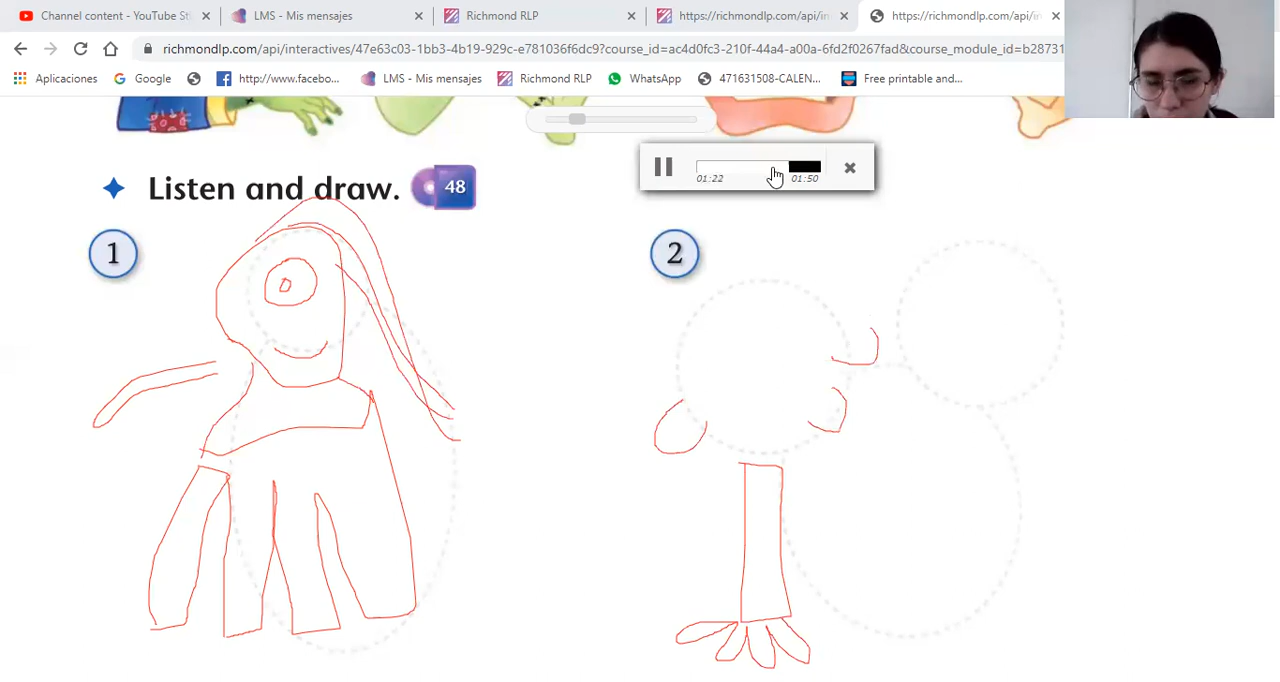 Channel content - YouTube St
LMS - Mis mensajes
Richmond RLP
https://richmondlp.com/api/in
https://richmondlp.com/api/in
richmondlp.com/api/interactives/47e63c03-1bb3-4b19-929c-e781036f6dc9?course_id=ac4d0fc3-210f-44a4-a00a-6fd2f0267fad&course_module_id=b28731
Aplicaciones
Google
http://www.facebo...
LMS - Mis mensajes
Richmond RLP
WhatsApp
471631508-CALEN...
Free printable and...
01:22
01:50
Listen and draw.
48
1
2